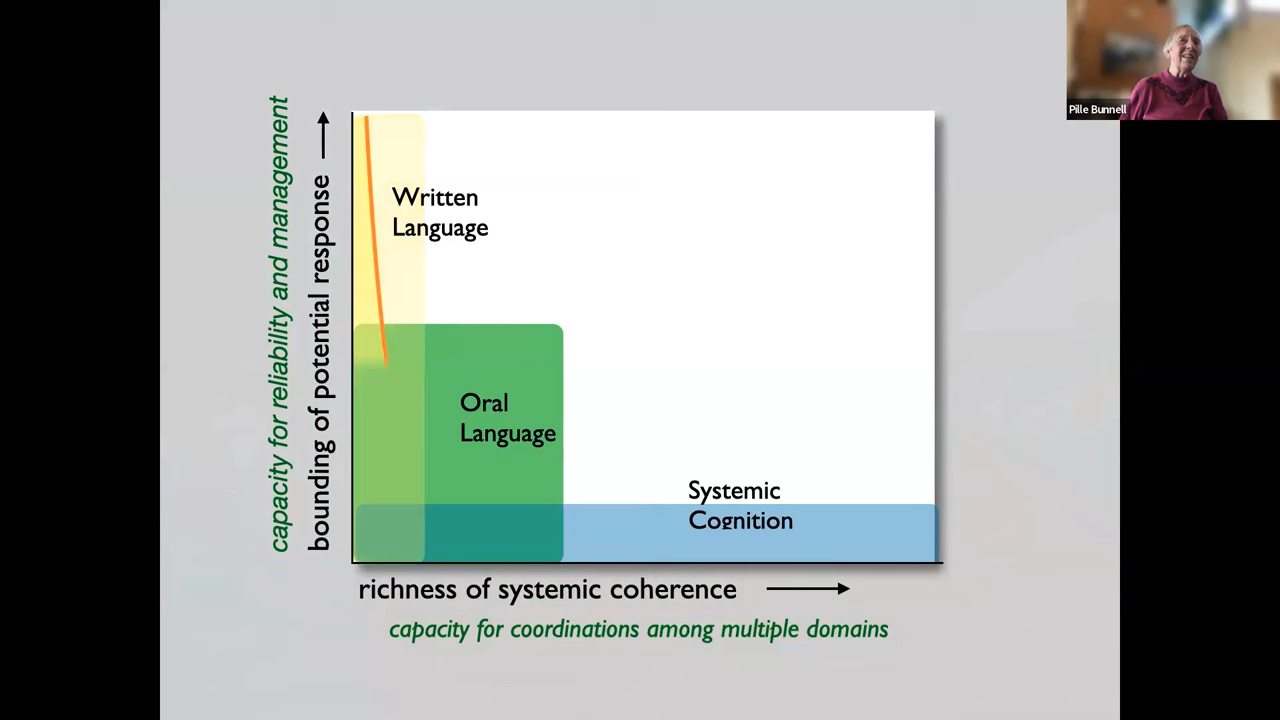 Pille Bunnell
capacity for reliability and management
bounding of potential response
Written
Language
Oral
Language
Systemic
Cognition
richness of systemic coherence
capacity for coordinations among multiple domains